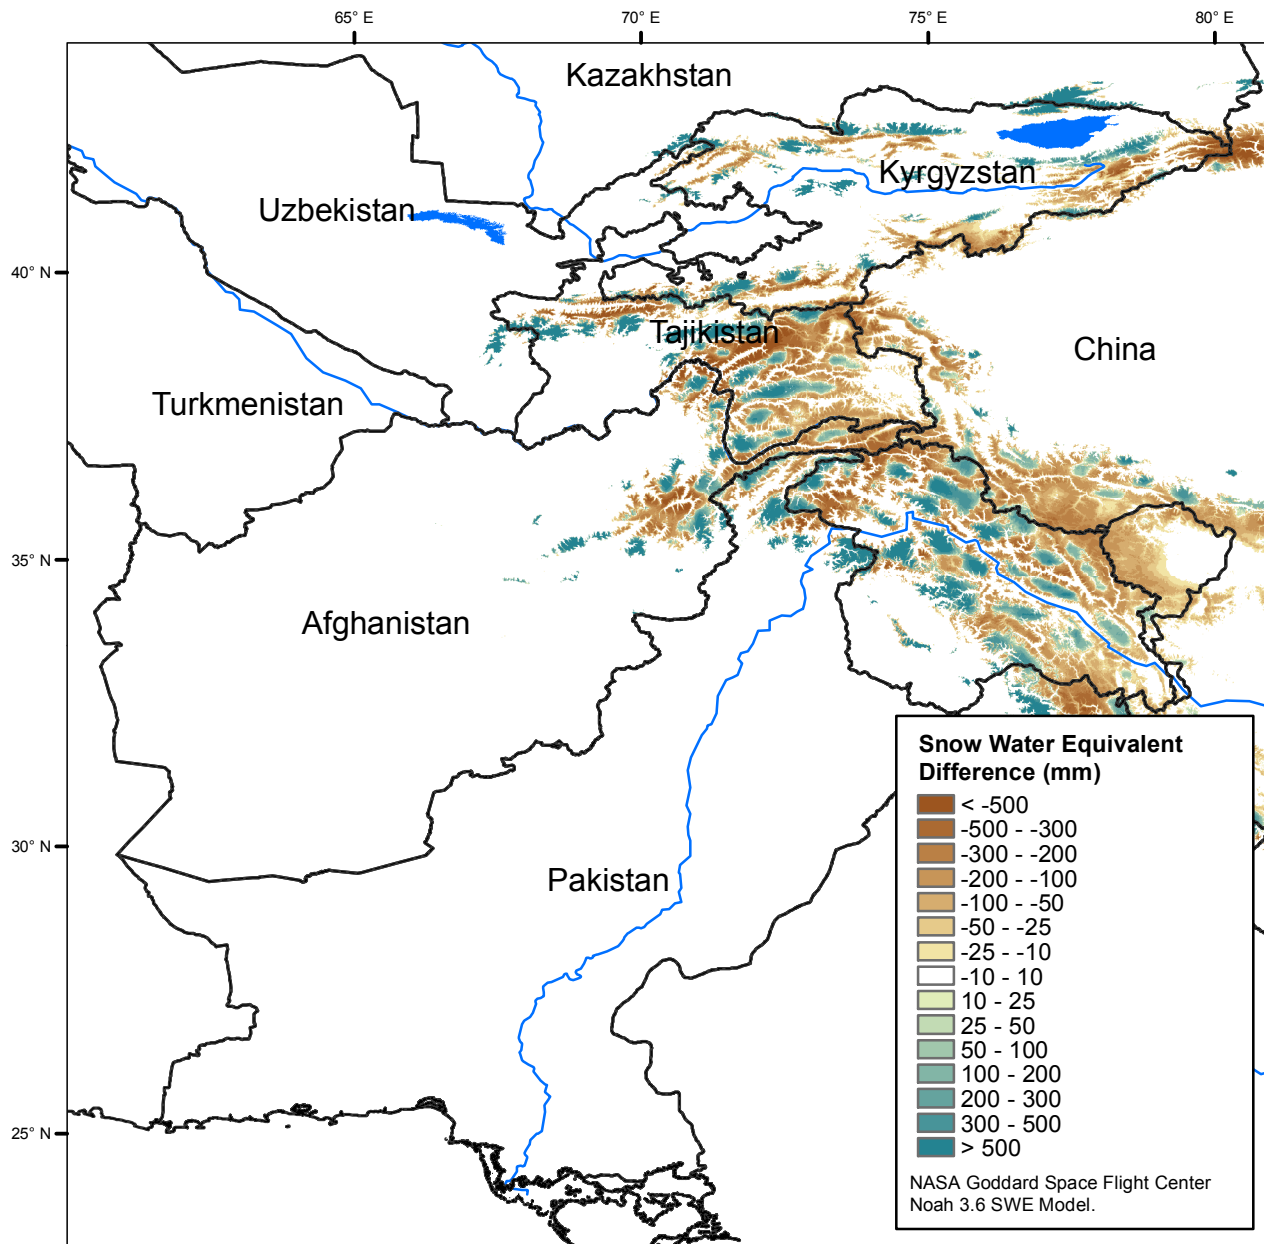 65° E
70° E
75° E
80° E
Kazakhstan
Kyrgyzstan
Uzbekistan
40° N
Tajikistan
China
Turkmenistan
35° N
Afghanistan
30° N
Pakistan
25° N
Snow Water Equivalent
Difference (mm)
< -500
-500 - -300
-300 - -200
-200 - -100
-100 - -50
-50 - -25
-25 - -10
-10 - 10
10 - 25
25 - 50
50 - 100
100 - 200
200 - 300
300 - 500
> 500
NASA Goddard Space Flight Center
Noah 3.6 SWE Model.